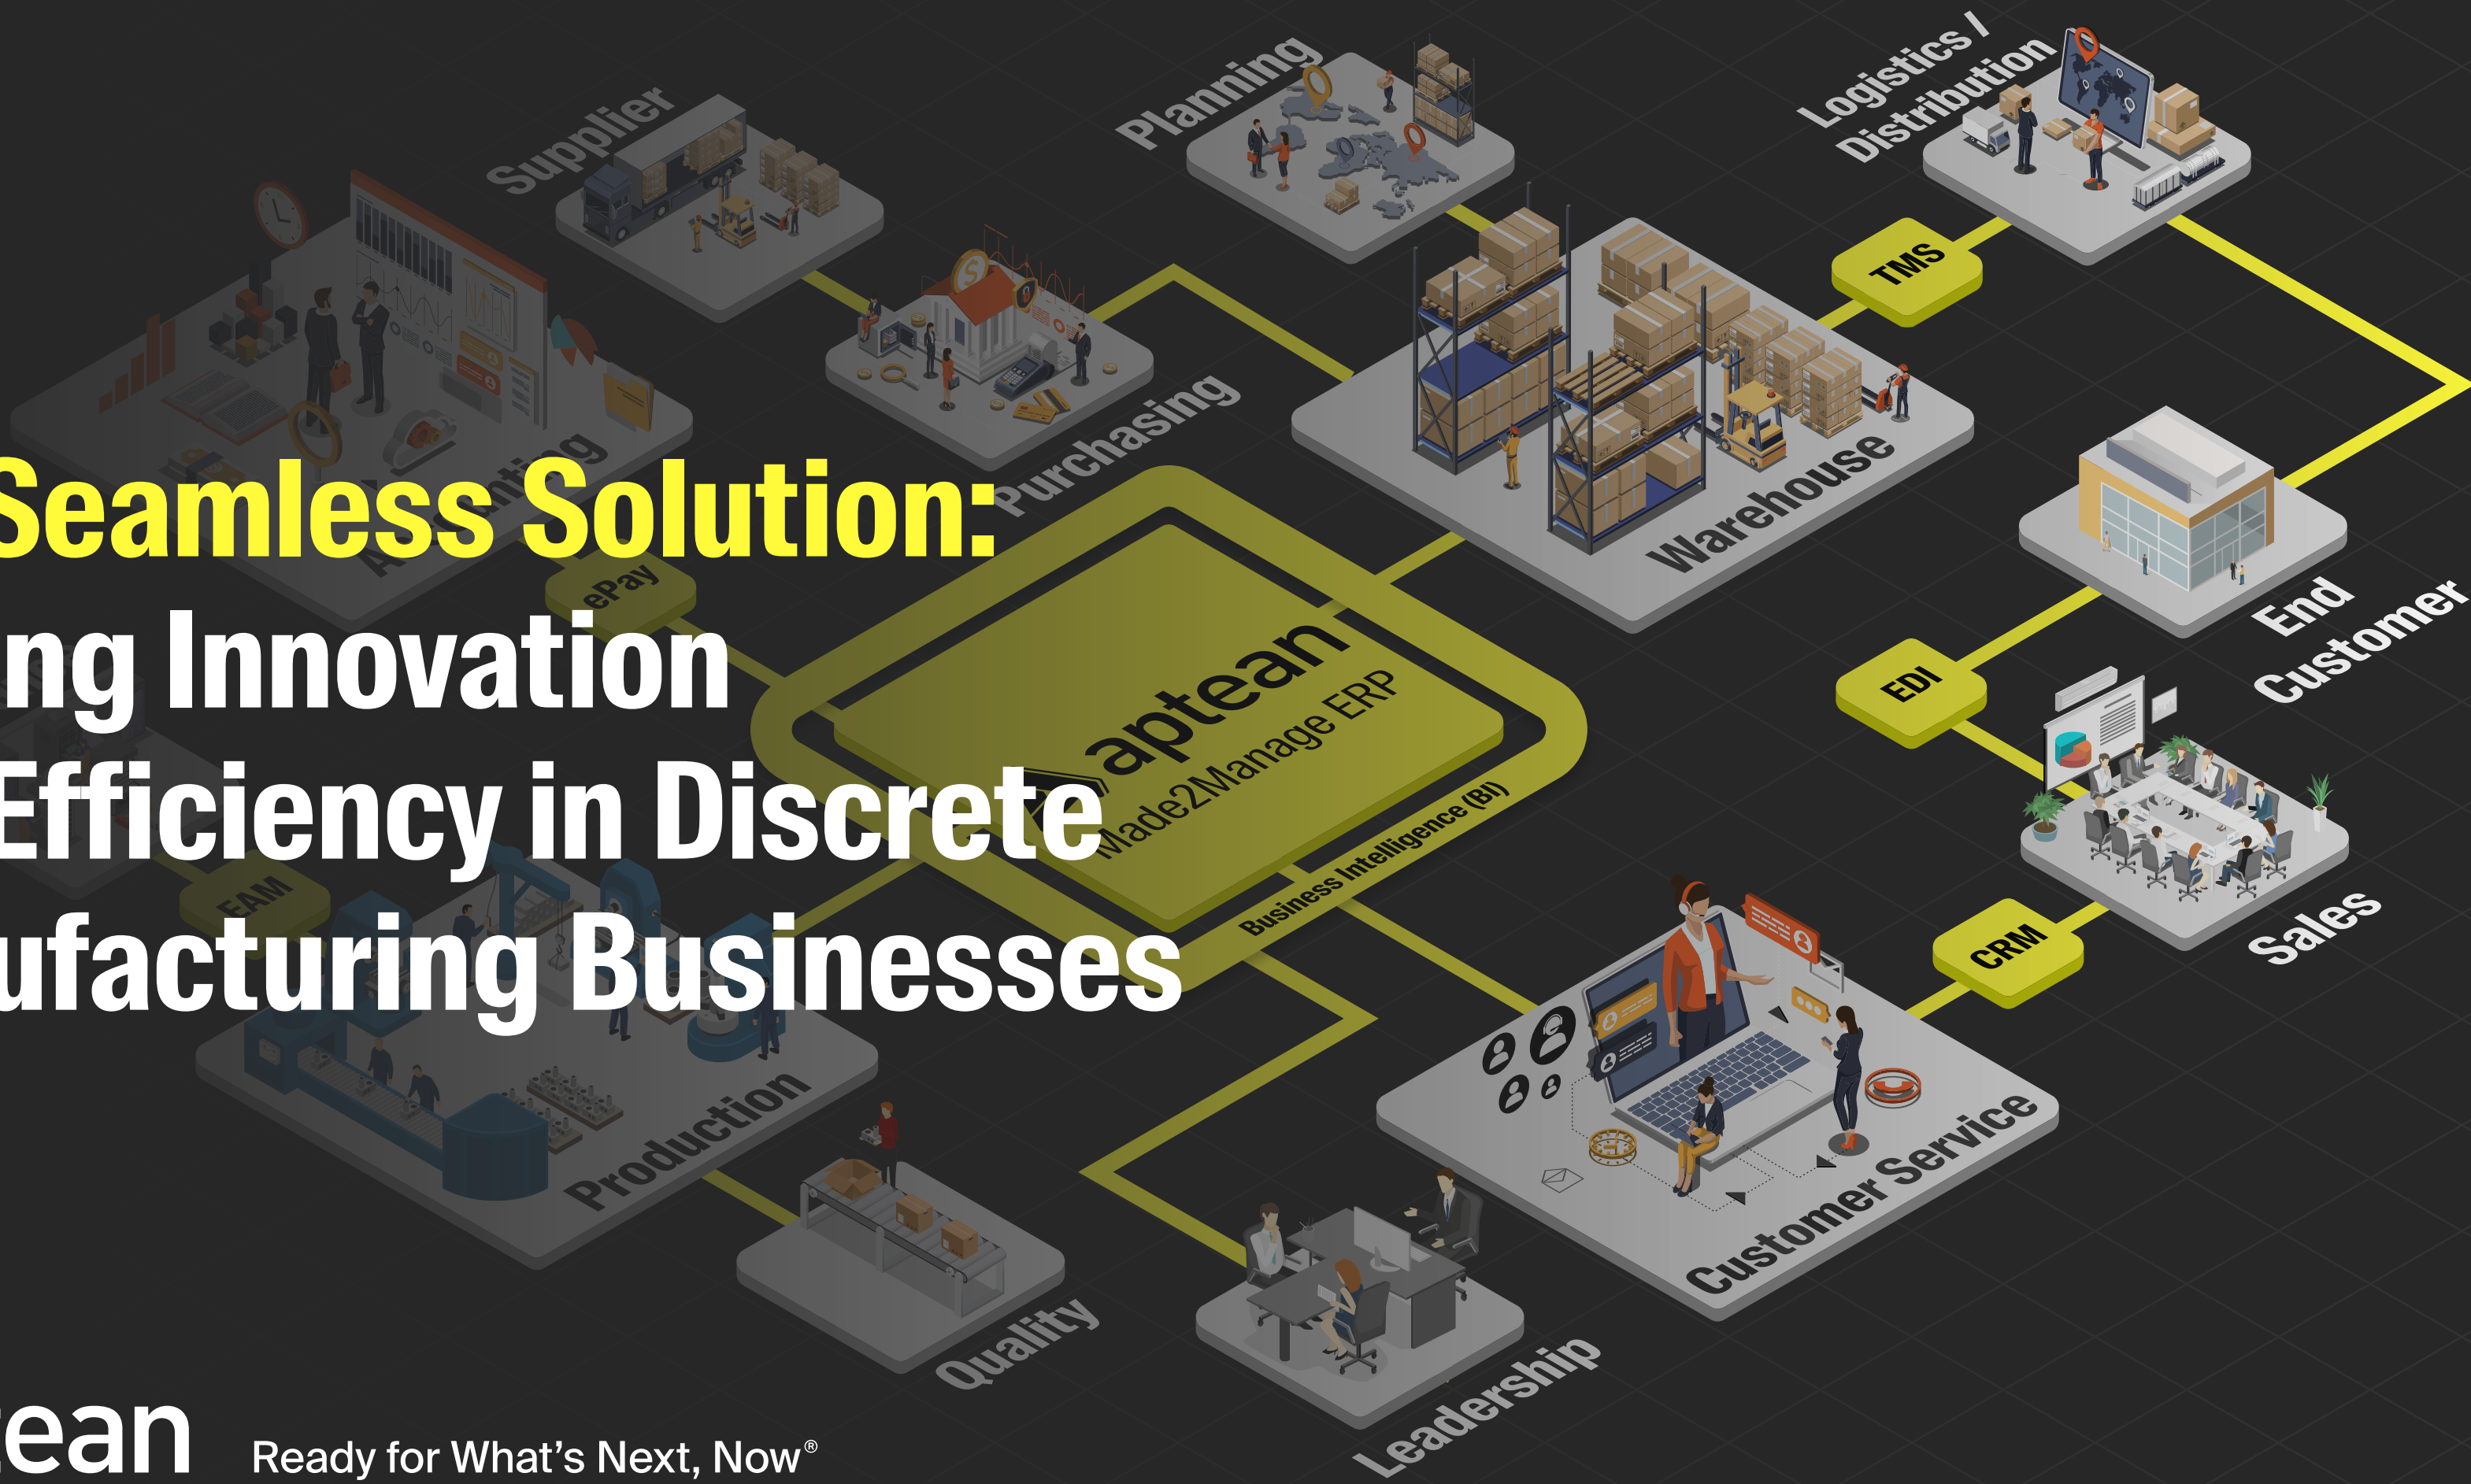 Logistics /
Distribution
Planning
Supplier
TMS
Purchasing
Warehouse
Seamless Solution:
ePay
End
Customer
ng Innovation
aptean
Made2Manage ERP
EDI
Efficiency in Discrete
Business Intelligence (BI)
EAM
Sales
CRM
ufacturing Businesses
Production
Customer Service
Quality
Leadership
ean
Ready for What's Next, Now®